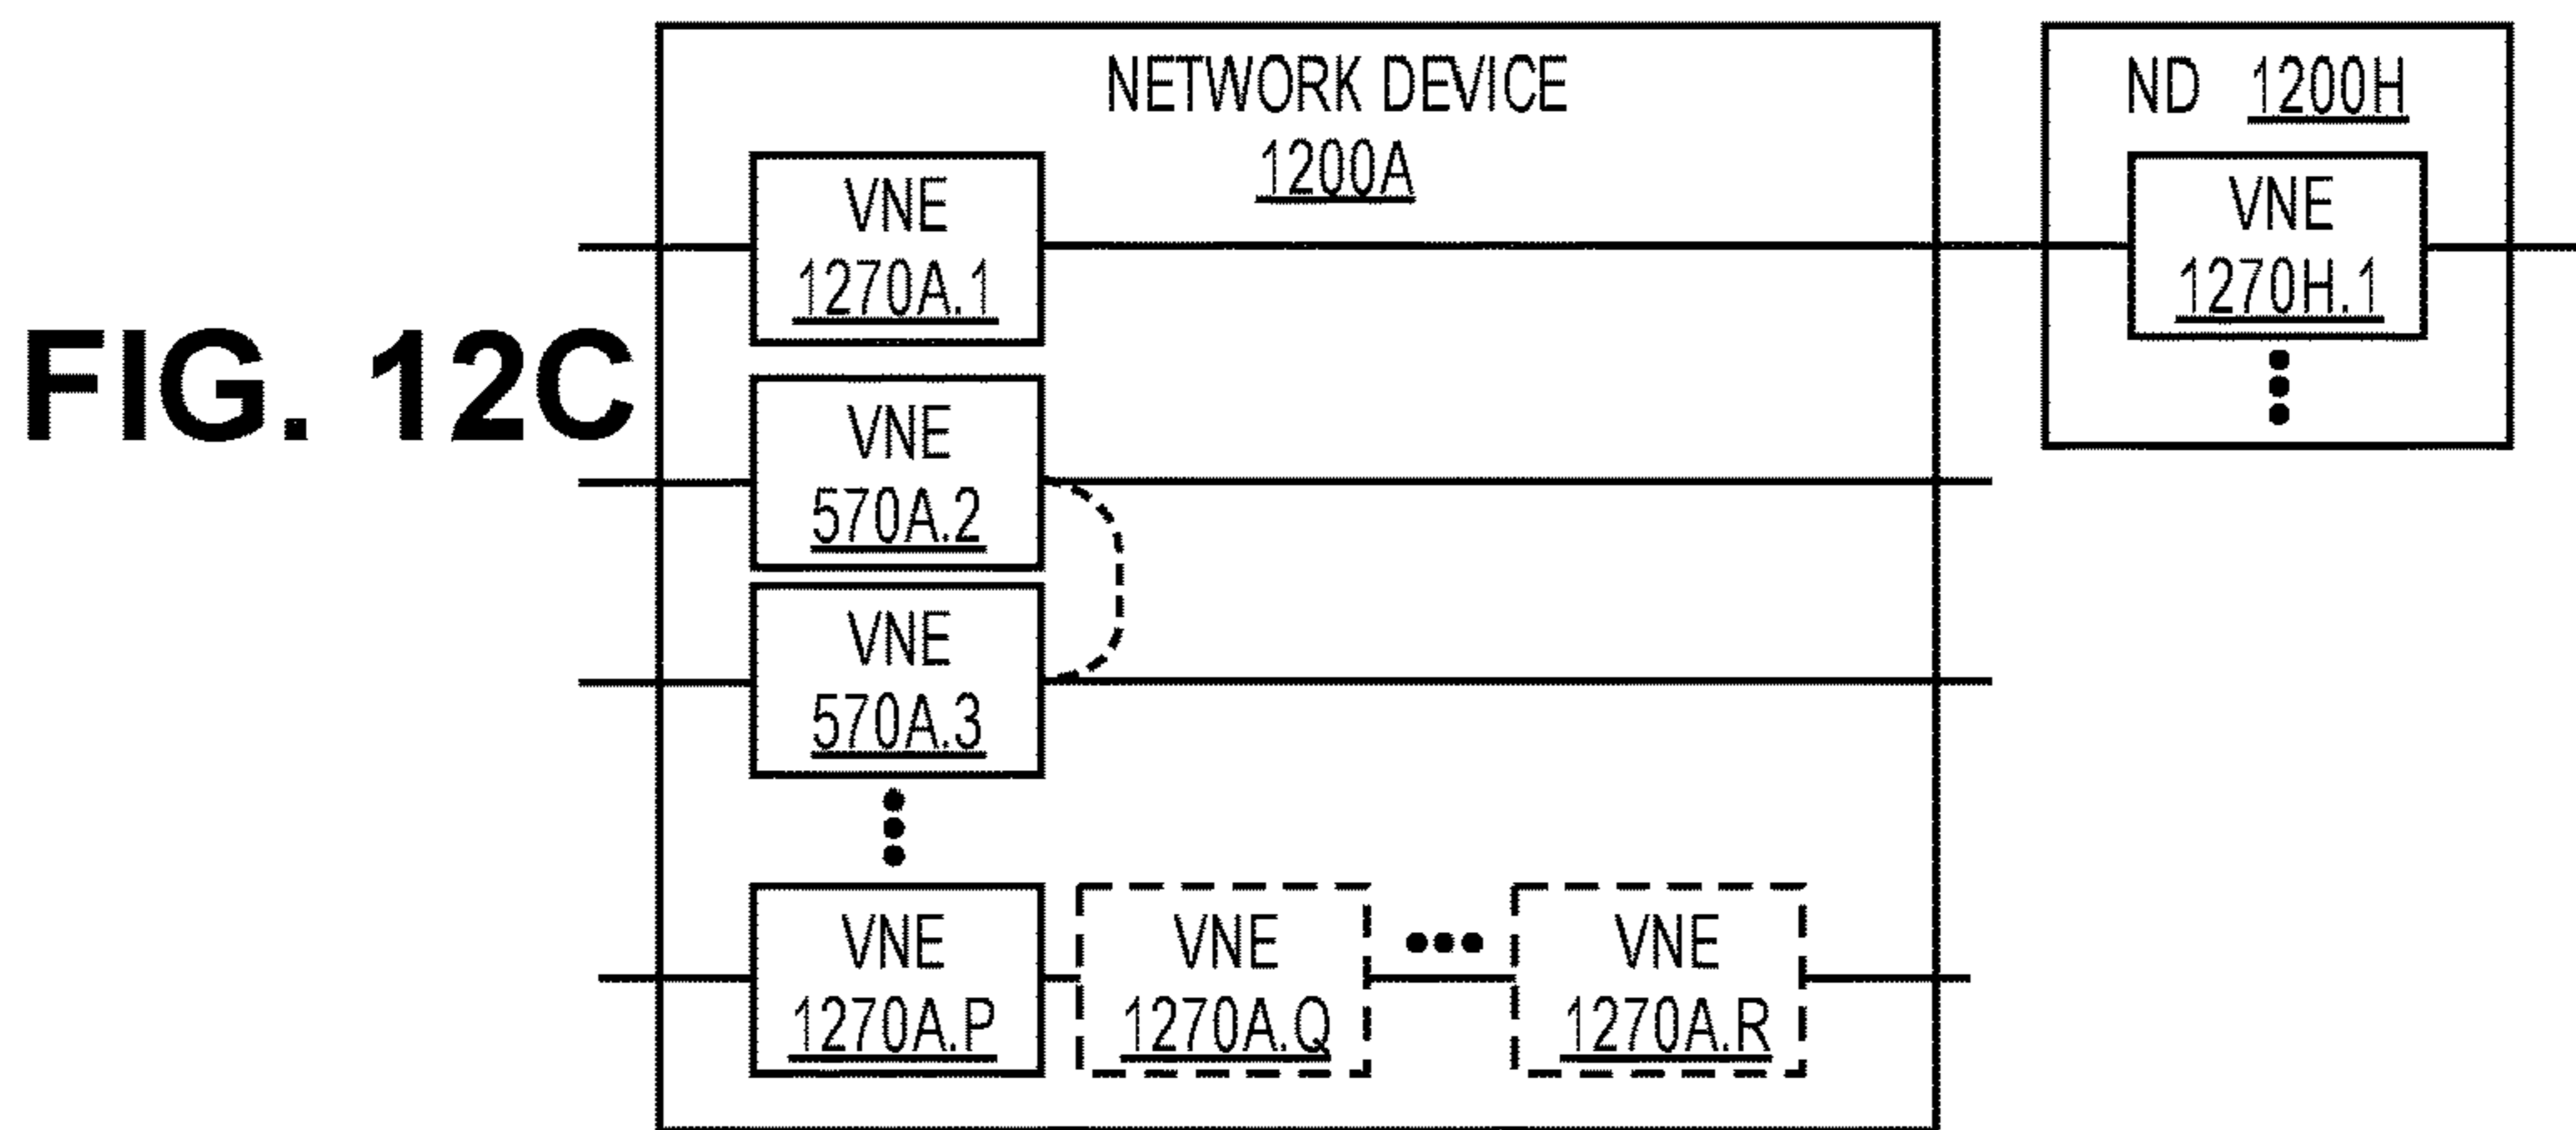 FIG. 12C
NETWORK DEVICE
1200A
VNE
1270A.1
VNE
570A.2
VNE
570A.3
VNE
1270A.P
VNE
1270A.Q
VNE
1270A.R
ND 1200H
VNE
1270H.1